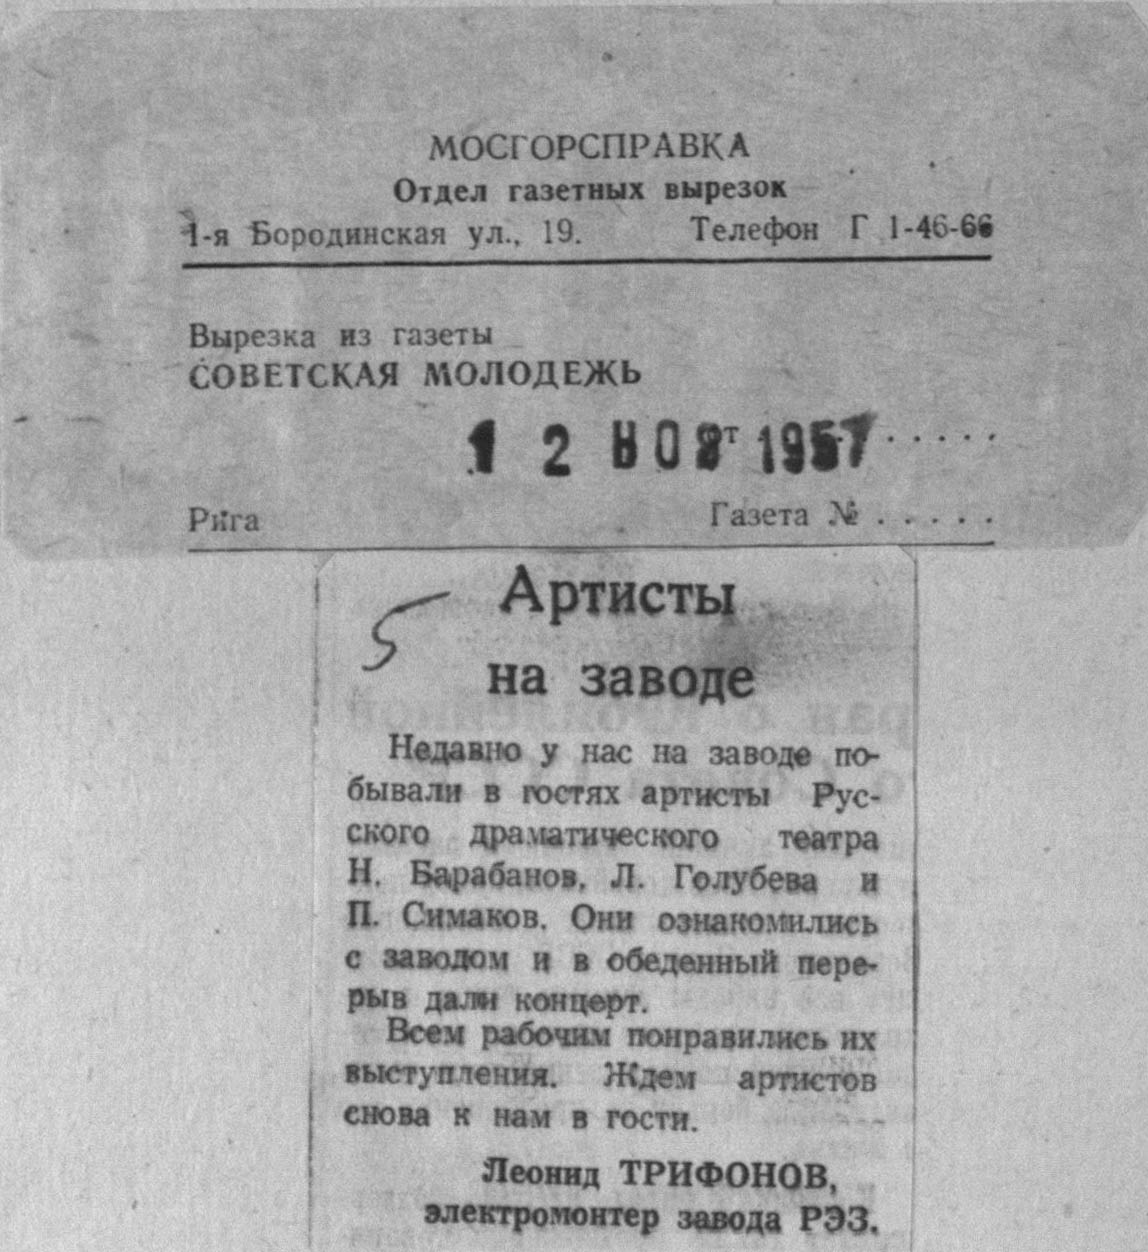 МОСГОРСПРАВКА
Отдел газетных вырезок
1-я Бородинская ул., 19. Телефон Г 1-46-66
Вырезка из газеты
СОВЕТСКАЯ МОЛОДЕЖЬ
12 НОЯ от 1957 . . . . .
Рига Газета № . . . . .
5
Артисты
на заводе
Недавно у нас на заводе по-
бывали в гостях артисты Рус-
ского драматического театра
Н. Барабанов, Л. Голубева и
П. Симаков. Они ознакомились
с заводом и в обеденный пере-
рыв дали концерт.
Всем рабочим понравились их
выступления. Ждем артистов
снова к нам в гости.
Леонид ТРИФОНОВ,
электромонтер завода РЭЗ.